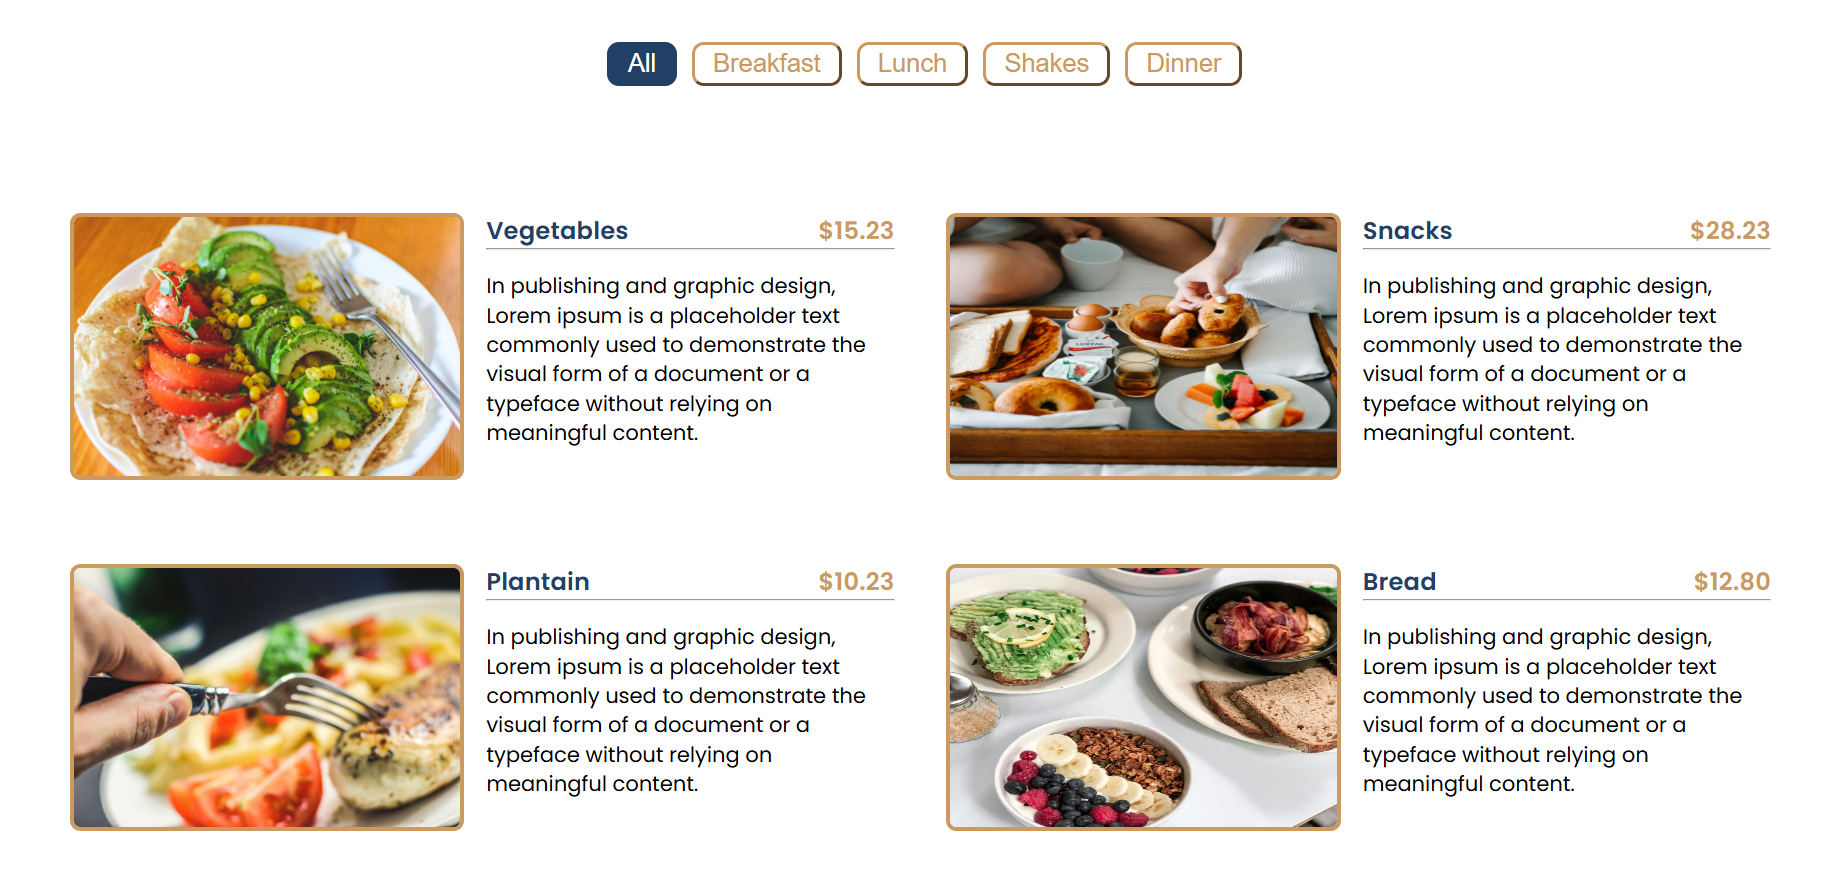 All Breakfast Lunch Shakes Dinner
Vegetables $15.23
In publishing and graphic design,
Lorem ipsum is a placeholder text
commonly used to demonstrate the
visual form of a document or a
typeface without relying on
meaningful content.
Snacks $28.23
In publishing and graphic design,
Lorem ipsum is a placeholder text
commonly used to demonstrate the
visual form of a document or a
typeface without relying on
meaningful content.
Plantain $10.23
In publishing and graphic design,
Lorem ipsum is a placeholder text
commonly used to demonstrate the
visual form of a document or a
typeface without relying on
meaningful content.
Bread $12.80
In publishing and graphic design,
Lorem ipsum is a placeholder text
commonly used to demonstrate the
visual form of a document or a
typeface without relying on
meaningful content.